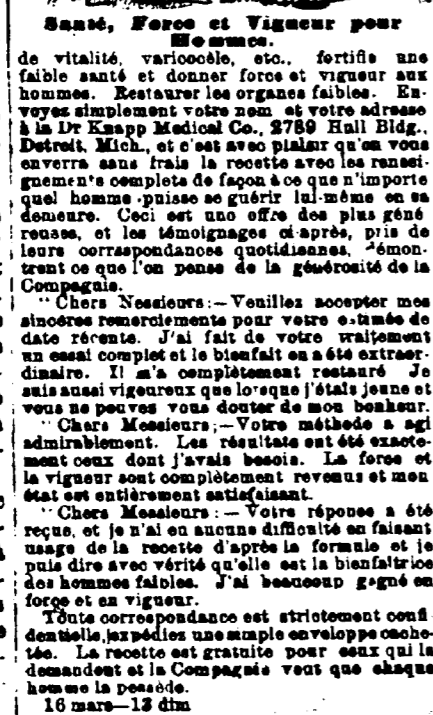 Santé, Force et Vigueur pour
Hommes.
de vitalité, varicocèle, etc., fortifie une
faible santé et donner force et vigueur aux
hommes. Restaurer les organes faibles. En-
voyez simplement votre nom et votre adresse
à la Dr Knapp Medical Co., 2789 Hull Bldg.,
Detroit, Mich., et c'est avec plaisir qu'on vous
enverra sans frais la recette avec les rensei-
gnements complets de façon à ce que n'importe
quel homme puisse se guérir lui-même en sa
demeure. Ceci est une offre des plus géné
reuses, et les témoignages ci-après, pris de
leurs correspondances quotidiennes, démon-
trent ce que l'on pense de la générosité de la
Compagnie.
"Chers Nessieurs:—Veuillez accepter mes
sincères remerciements pour votre estimée de
date récente. J'ai fait de votre traitement
un essai complet et le bienfait en a été extraor-
dinaire. Il m'a complètement restauré Je
suis aussi vigoureux que lorsque j'étais jeune et
vous ne pouvez vous douter de mon bonheur.
"Chers Messieurs;—Votre méthode a agi
admirablement. Les résultats ont été exacte-
ment ceux dont j'avais besoin. La force et
la vigueur sont complètement revenus et mon
état est entièrement satisfaisant.
"Chers Messieurs:—Votre réponse a été
reçue, et je n'ai eu aucune difficulté en faisant
usage de la recette d'après la formule et je
puis dire avec vérité qu'elle est la bienfaitrice
des hommes faibles. J'ai beaucoup gagné en
force et en vigueur.
Toute correspondance est strictement confi
dentielle, expédiés une simple enveloppe cache-
tée. La recette est gratuite pour ceux qui la
demandent et la Compagnie veut que chaque
homme la possède.
16 mars—13 dim